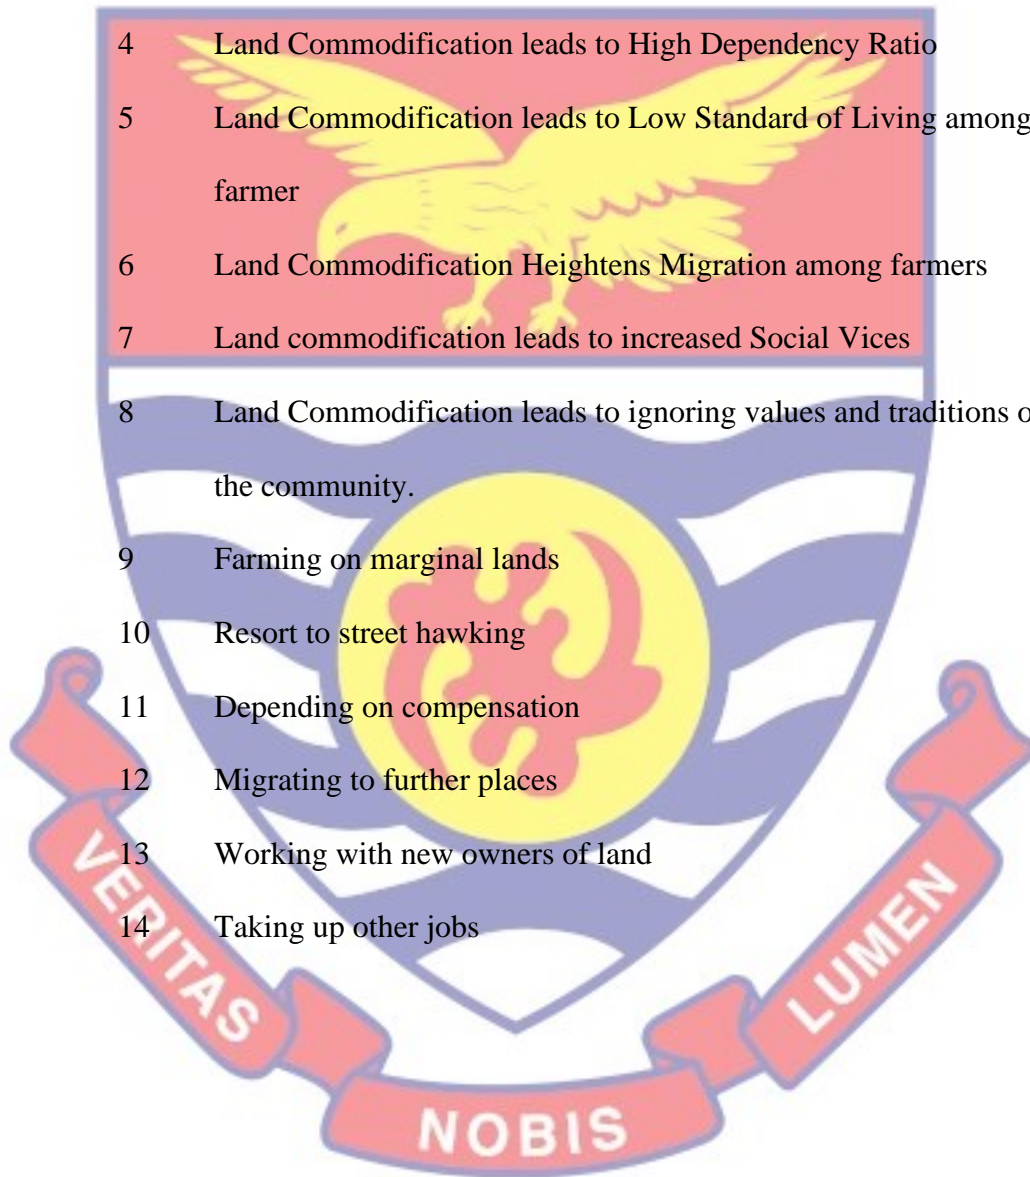 4 Land Commodification leads to High Dependency Ratio
5 Land Commodification leads to Low Standard of Living among
farmer
6 Land Commodification Heightens Migration among farmers
7 Land commodification leads to increased Social Vices
8 Land Commodification leads to ignoring values and traditions
the community.
9 Farming on marginal lands
10 Resort to street hawking
11 Depending on compensation
12 Migrating to further places
13 Working with new owners of land
14 Taking up other jobs
VERITAS
NOBIS
LUMEN